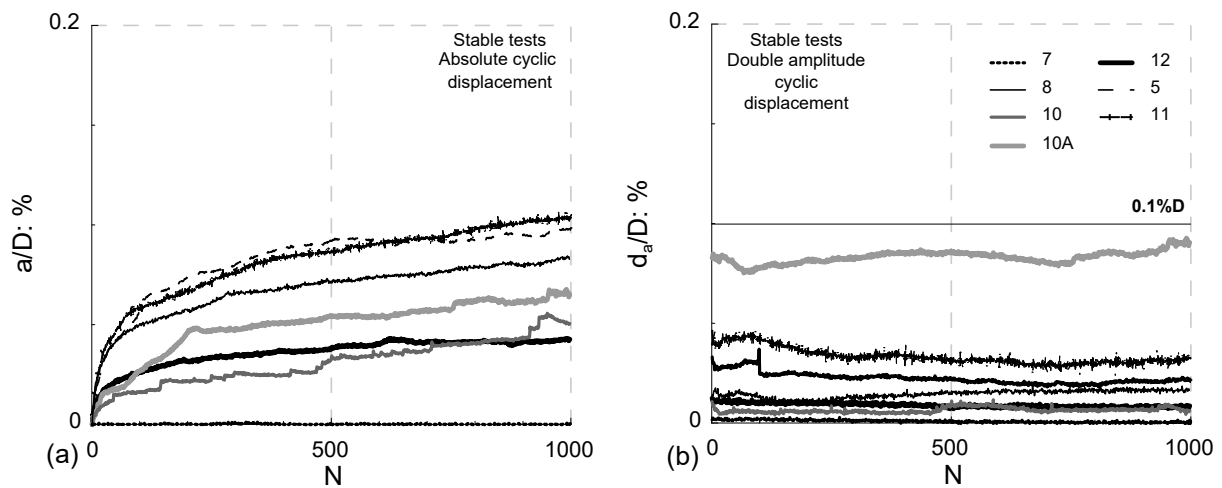 0.2
Stable tests
Absolute cyclic
displacement
a/D: %
0
0
500
1000
(a)
N
0.2
Stable tests
Double amplitude
cyclic
displacement
7
12
8
5
10
11
10A
0.1%D
da/D: %
0
0
500
1000
(b)
N